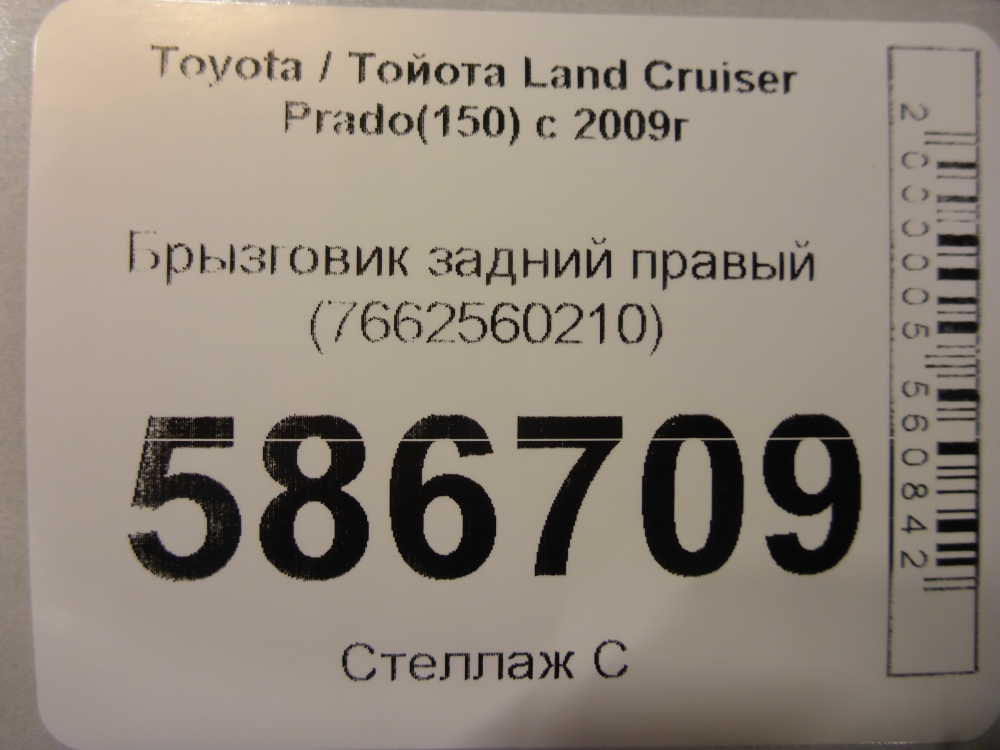 Toyota / Тойота Land Cruiser
Prado(150) с 2009г
Брызговик задний правый
(7662560210)
586709
Стеллаж С
2000005560842